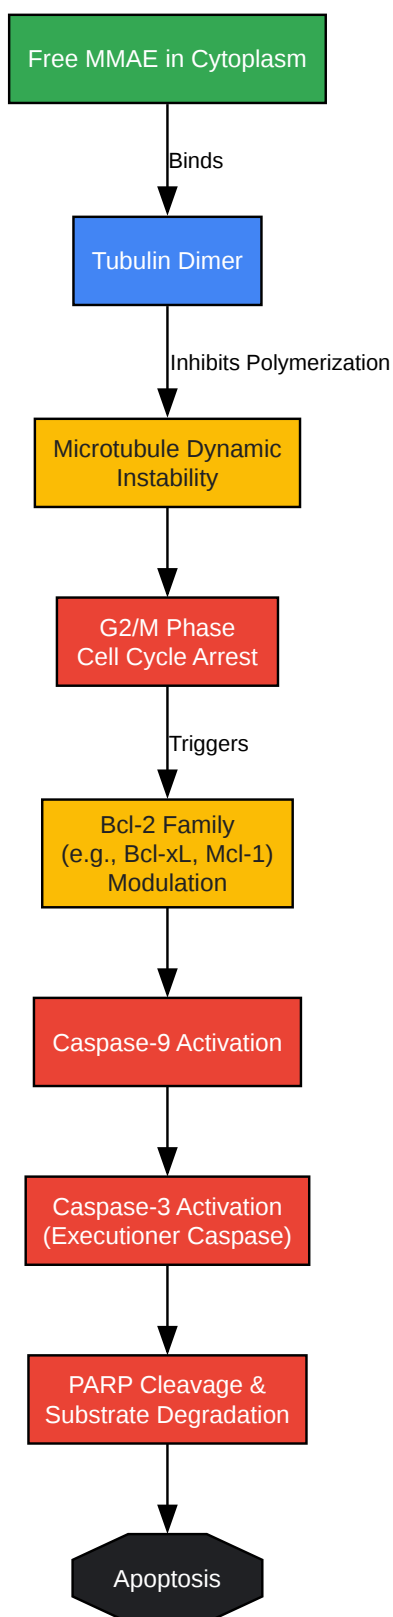 Free MMAE in Cytoplasm
Binds
Tubulin Dimer
Inhibits Polymerization
Microtubule Dynamic
Instability
G2/M Phase
Cell Cycle Arrest
Triggers
Bcl-2 Family
(e.g., Bcl-xL, Mcl-1)
Modulation
Caspase-9 Activation
Caspase-3 Activation
(Executioner Caspase)
PARP Cleavage &
Substrate Degradation
Apoptosis